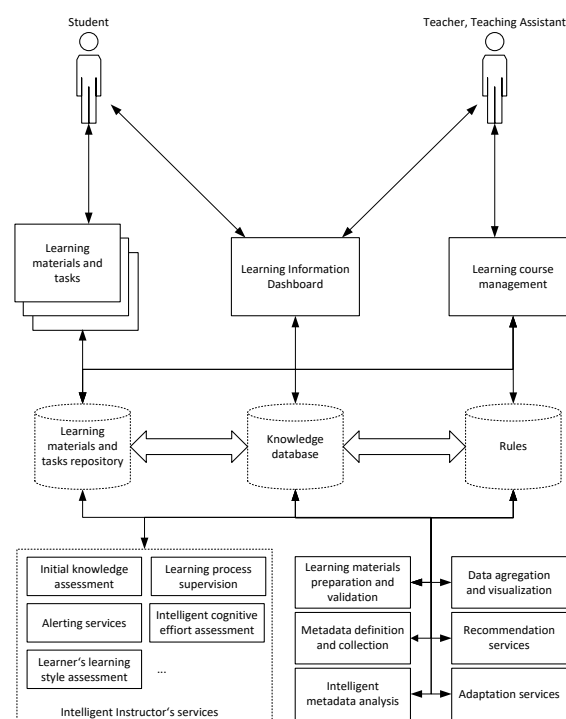 Student
Teacher, Teaching Assistant
Learning
materials and
tasks
Learning Information
Dashboard
Learning course
management
Learning
materials and
tasks repository
Knowledge
database
Rules
Initial knowledge
assessment
Learning process
supervision
Alerting services
Intelligent cognitive
effort assessment
Learner's learning
style assessment
...
Intelligent Instructor's services
Learning materials
preparation and
validation
Data agregation
and visualization
Metadata definition
and collection
Recommendation
services
Intelligent
metadata analysis
Adaptation services